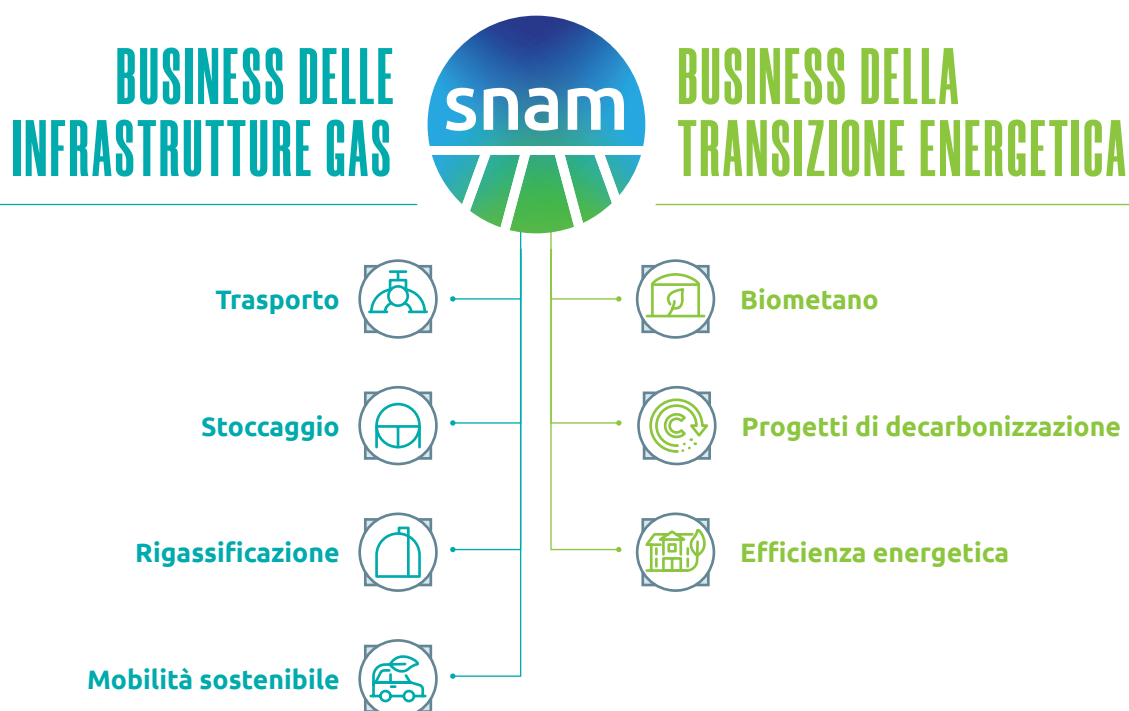 BUSINESS DELLE
INFRASTRUTTURE GAS
snam
BUSINESS DELLA
TRANSIZIONE ENERGETICA
Trasporto
Stoccaggio
Rigassificazione
Mobilità sostenibile
Biometano
Progetti di decarbonizzazione
Efficienza energetica